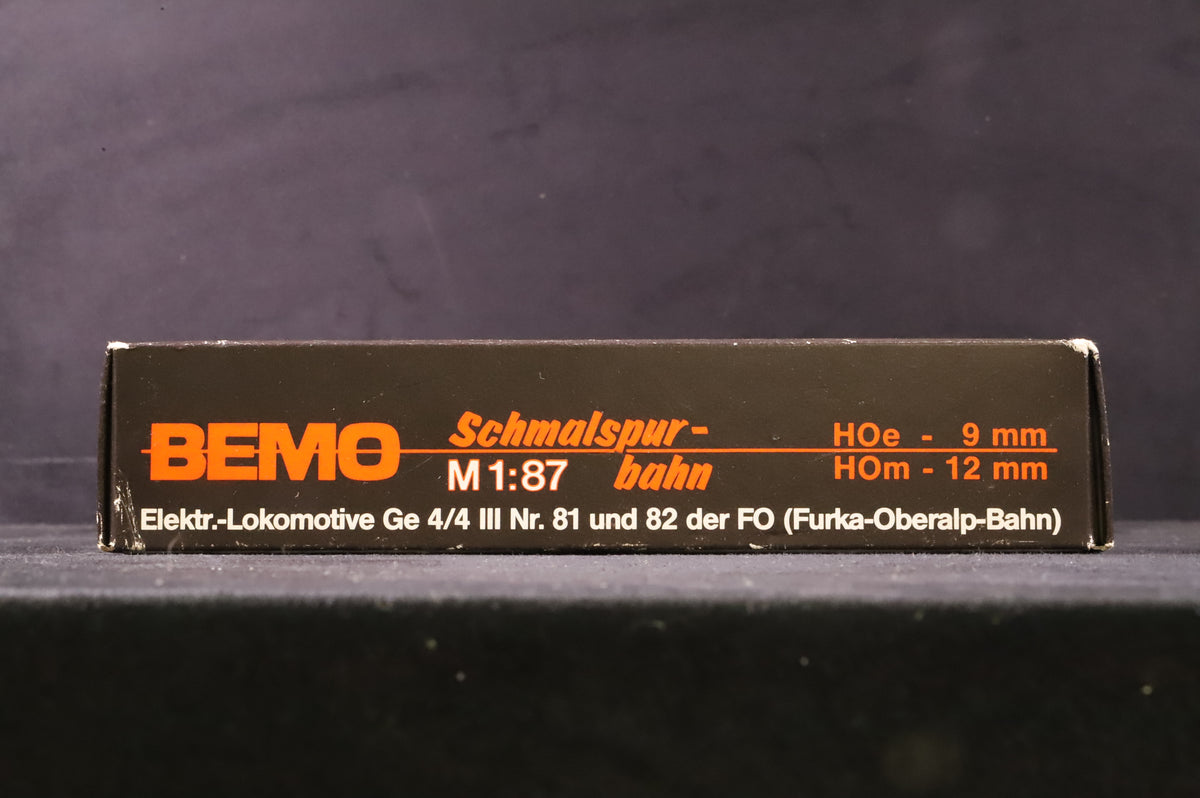 BEMO
Schmalspur-
bahn
M 1:87
HOe - 9 mm
HOm - 12 mm
Elektr.-Lokomotive Ge 4/4 III Nr. 81 und 82 der FO (Furka-Oberalp-Bahn)